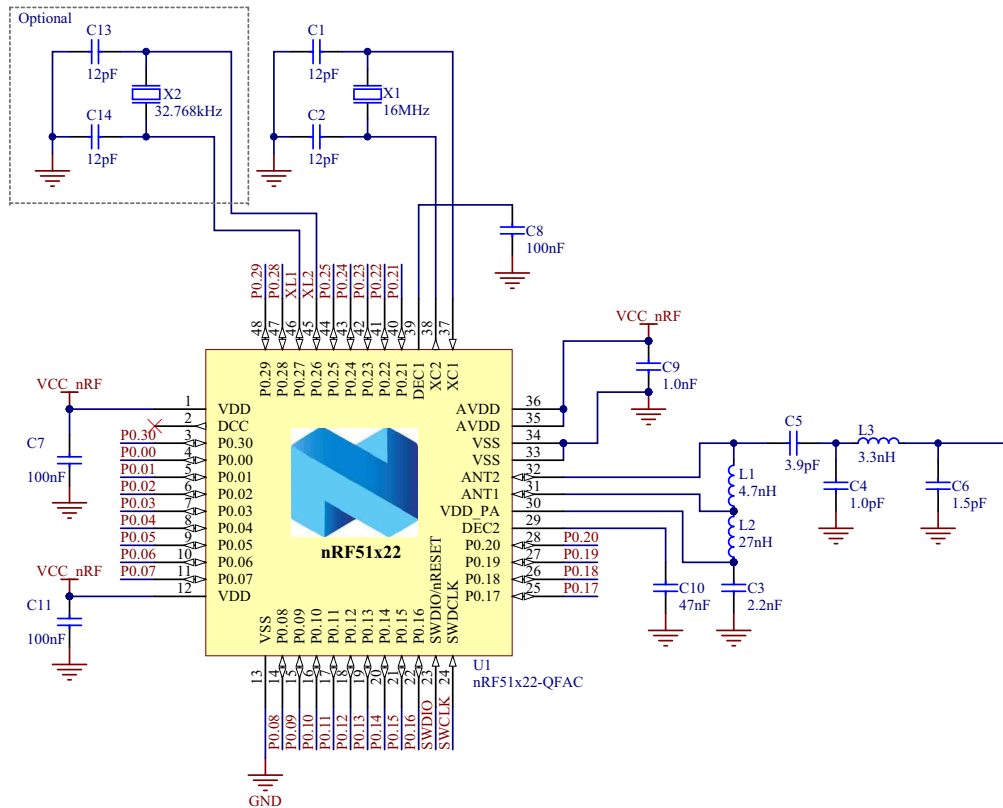 Optional
C13
12pF
X2
32.768kHz
C14
12pF
C1
12pF
X1
16MHz
C2
12pF
C8
100nF
P0.29
P0.28
XL1
XL2
P0.25
P0.24
P0.23
P0.22
P0.21
48
47
46
45
44
43
42
41
40
39
38
37
P0.29
P0.28
P0.27
P0.26
P0.25
P0.24
P0.23
P0.22
P0.21
DEC1
XC2
XC1
VCC_nRF
C7
100nF
VCC_nRF
C11
100nF
P0.30
P0.00
P0.01
P0.02
P0.03
P0.04
P0.05
P0.06
P0.07
1 VDD
2 DCC
3 P0.30
4 P0.00
5 P0.01
6 P0.02
7 P0.03
8 P0.04
9 P0.05
10 P0.06
11 P0.07
12 VDD
nRF51x22
AVDD 36
AVDD 35
VSS 34
VSS 33
ANT2 32
ANT1 31
VDD_PA 30
DEC2 29
P0.20 28 P0.20
P0.19 27 P0.19
P0.18 26 P0.18
P0.17 25 P0.17
VCC_nRF
C9
1.0nF
C5
3.9pF
L3
3.3nH
L1
4.7nH
C4
1.0pF
C6
1.5pF
L2
27nH
C10
47nF
C3
2.2nF
VSS
P0.08
P0.09
P0.10
P0.11
P0.12
P0.13
P0.14
P0.15
P0.16
SWDIO/nRESET
SWDCLK
U1
nRF51x22-QFAC
13
14
15
16
17
18
19
20
21
22
23
24
P0.08
P0.09
P0.10
P0.11
P0.12
P0.13
P0.14
P0.15
P0.16
SWDIO
SWCLK
GND